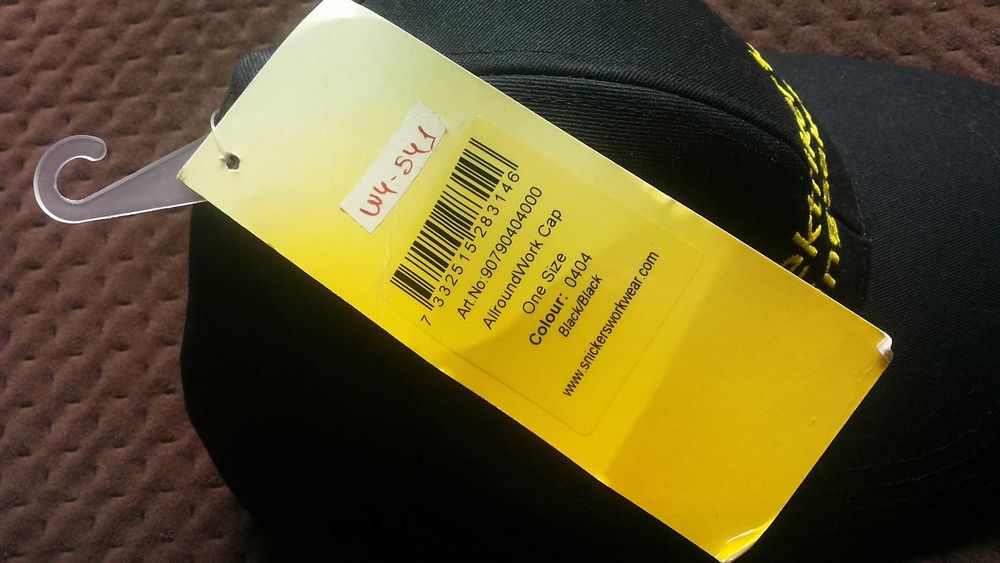 W4-541
7 332515 283146
Art.No:90790404000
AllroundWork Cap
One Size
Colour: 0404
Black/Black
www.snickersworkwear.com